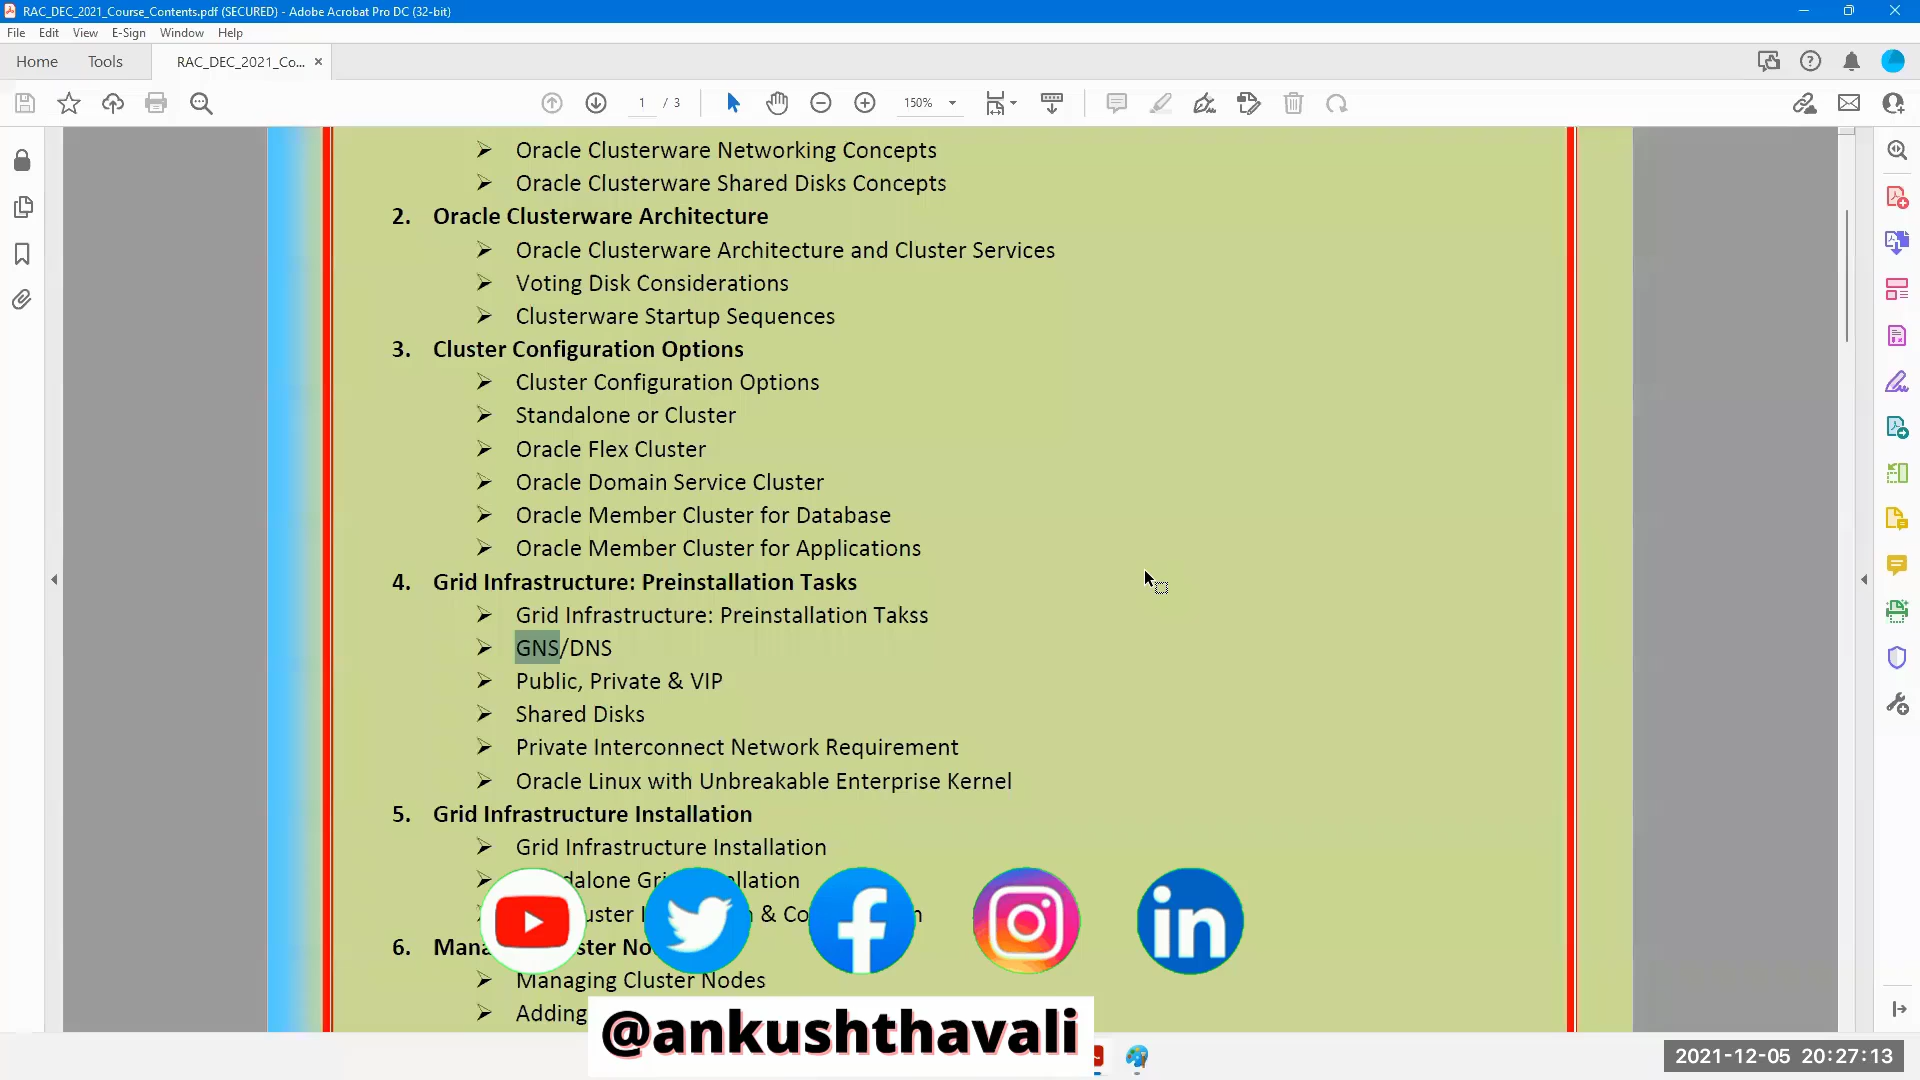 RAC_DEC_2021_Course_Contents.pdf (SECURED) - Adobe Acrobat Pro DC (32-bit)
File Edit View E-Sign Window Help
Home Tools RAC_DEC_2021_Co... ×
1 / 3 150%
➢ Oracle Clusterware Networking Concepts
➢ Oracle Clusterware Shared Disks Concepts
2. Oracle Clusterware Architecture
➢ Oracle Clusterware Architecture and Cluster Services
➢ Voting Disk Considerations
➢ Clusterware Startup Sequences
3. Cluster Configuration Options
➢ Cluster Configuration Options
➢ Standalone or Cluster
➢ Oracle Flex Cluster
➢ Oracle Domain Service Cluster
➢ Oracle Member Cluster for Database
➢ Oracle Member Cluster for Applications
4. Grid Infrastructure: Preinstallation Tasks
➢ Grid Infrastructure: Preinstallation Takss
➢ GNS/DNS
➢ Public, Private & VIP
➢ Shared Disks
➢ Private Interconnect Network Requirement
➢ Oracle Linux with Unbreakable Enterprise Kernel
5. Grid Infrastructure Installation
➢ Grid Infrastructure Installation
6.
➢ Managing Cluster Nodes
➢ Adding
@ankushthavali
2021-12-05 20:27:13